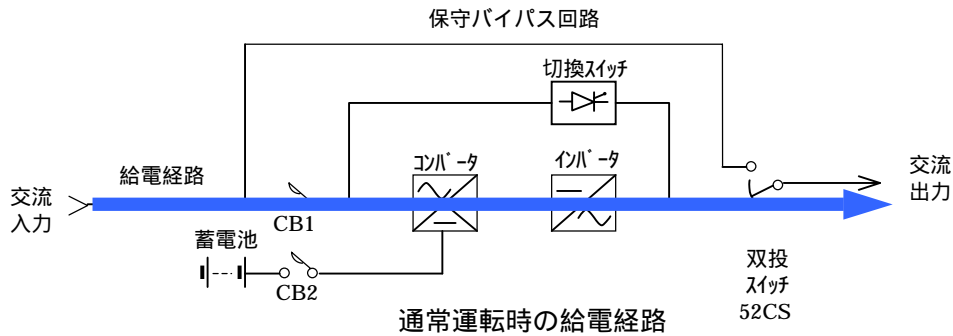 保守バイパス回路
切換スイッチ
給電経路
コンバータ
インバータ
交流
入力
交流
出力
CB1
蓄電池
CB2
双投
スイッチ
52CS
通常運転時の給電経路